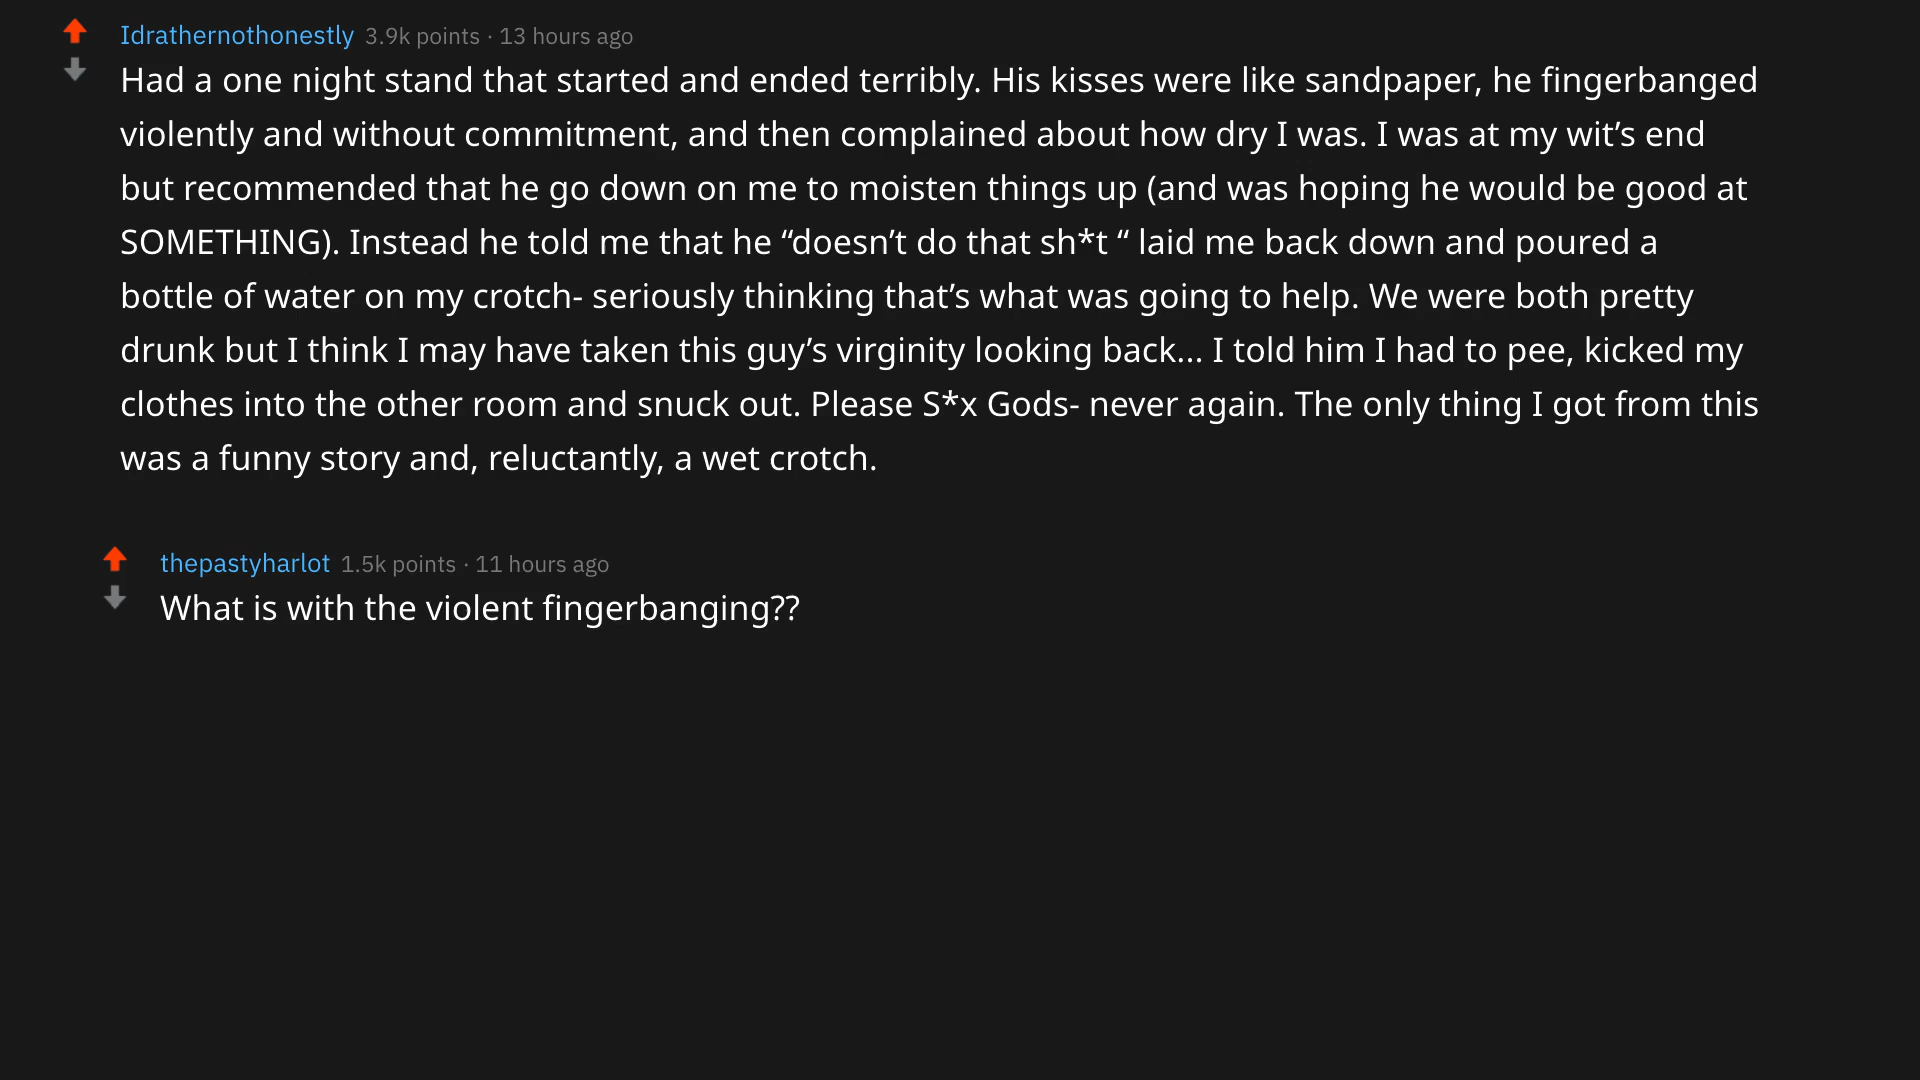 Idrathernothonestly 3.9k points · 13 hours ago
Had a one night stand that started and ended terribly. His kisses were like sandpaper, he fingerbanged
violently and without commitment, and then complained about how dry I was. I was at my wit’s end
but recommended that he go down on me to moisten things up (and was hoping he would be good at
SOMETHING). Instead he told me that he “doesn’t do that sh*t “ laid me back down and poured a
bottle of water on my crotch- seriously thinking that’s what was going to help. We were both pretty
drunk but I think I may have taken this guy’s virginity looking back... I told him I had to pee, kicked my
clothes into the other room and snuck out. Please S*x Gods- never again. The only thing I got from this
was a funny story and, reluctantly, a wet crotch.
thepastyharlot 1.5k points · 11 hours ago
What is with the violent fingerbanging??